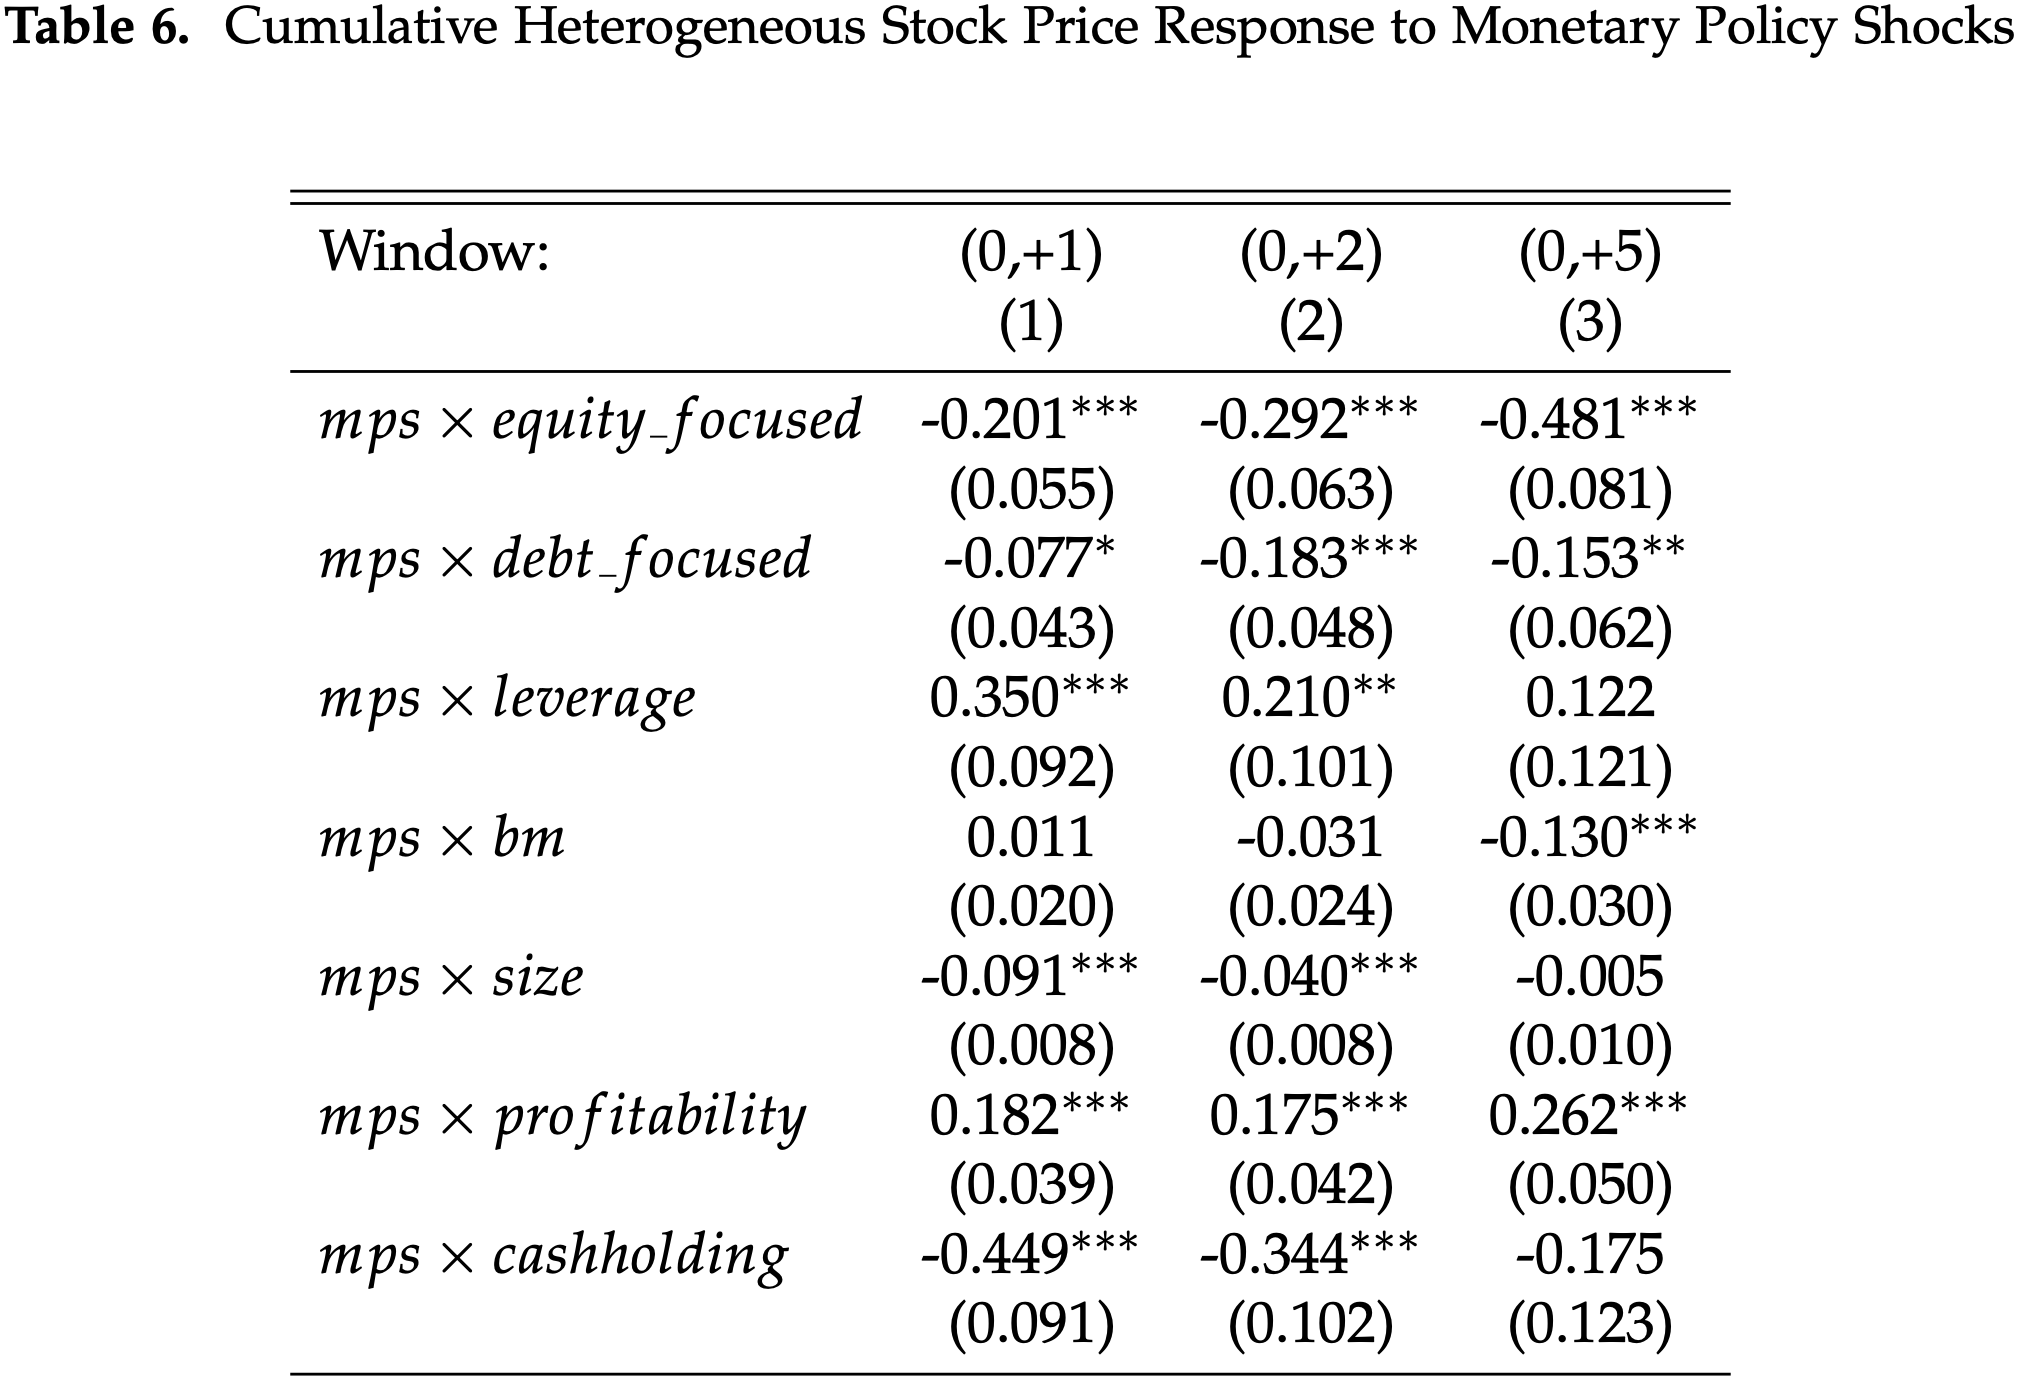 Table 6. Cumulative Heterogeneous Stock Price Response to Monetary Policy Shocks
Window: (0,+1) (0,+2) (0,+5)
(1) (2) (3)
mps × equity_focused -0.201*** -0.292*** -0.481***
(0.055) (0.063) (0.081)
mps × debt_focused -0.077* -0.183*** -0.153**
(0.043) (0.048) (0.062)
mps × leverage 0.350*** 0.210** 0.122
(0.092) (0.101) (0.121)
mps × bm 0.011 -0.031 -0.130***
(0.020) (0.024) (0.030)
mps × size -0.091*** -0.040*** -0.005
(0.008) (0.008) (0.010)
mps × profitability 0.182*** 0.175*** 0.262***
(0.039) (0.042) (0.050)
mps × cashholding -0.449*** -0.344*** -0.175
(0.091) (0.102) (0.123)